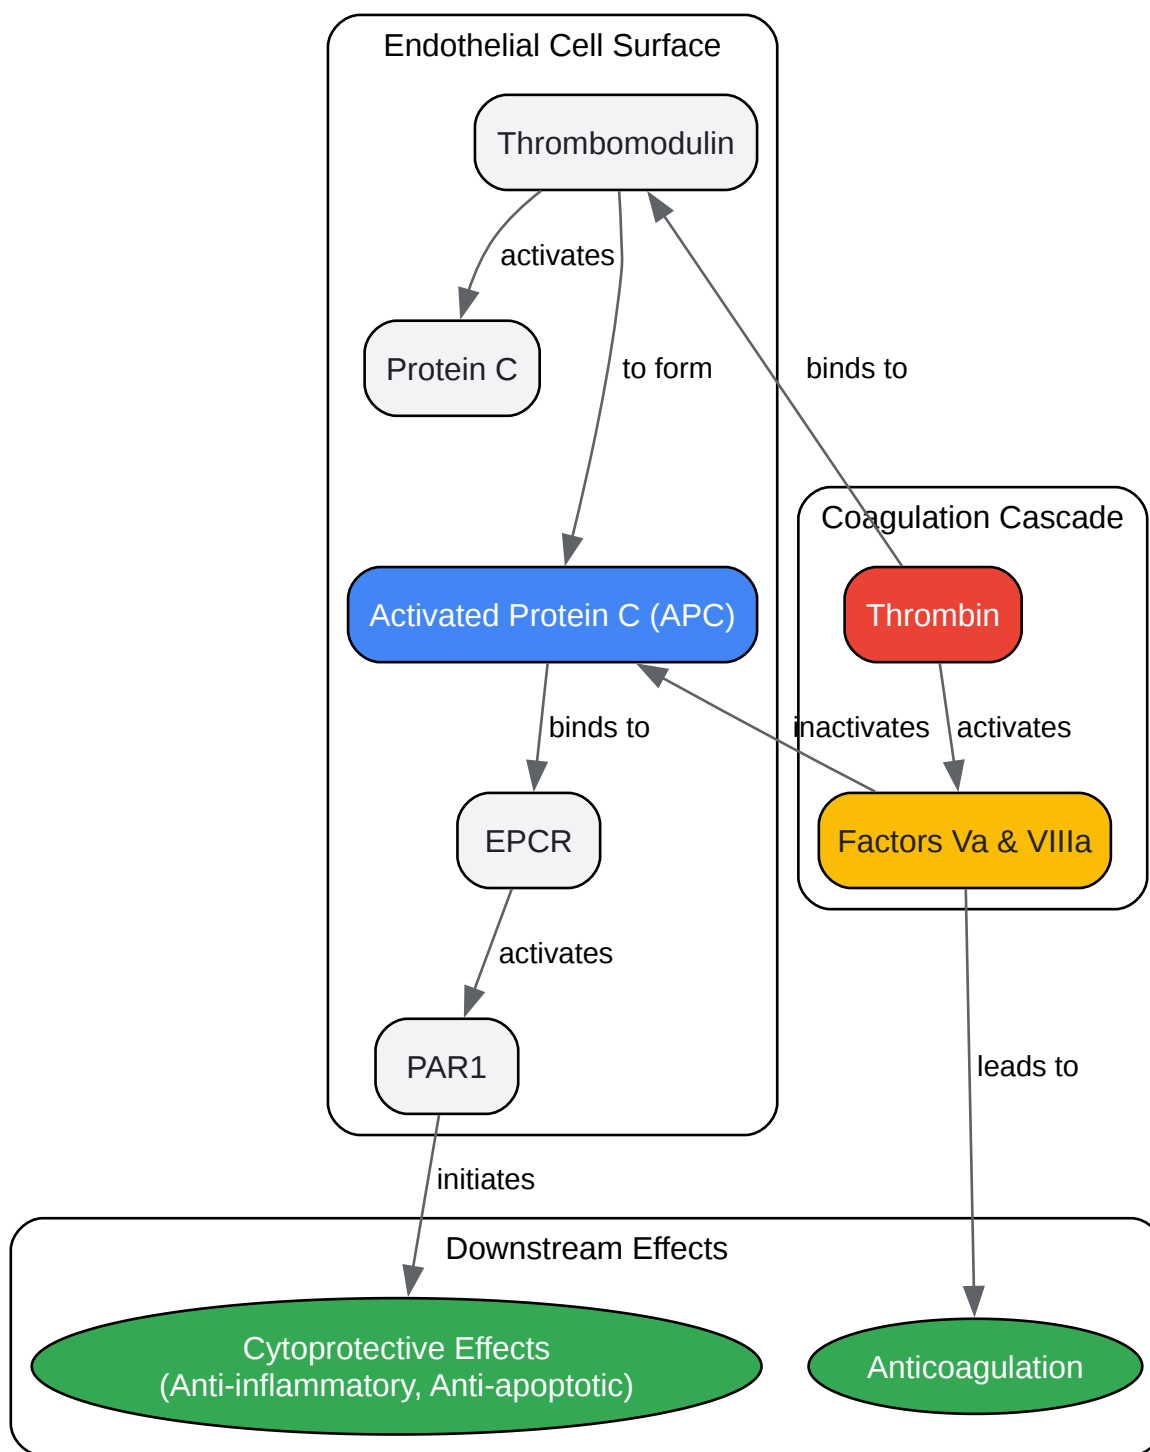 Endothelial Cell Surface
Thrombomodulin
activates
Protein C
to form
binds to
Coagulation Cascade
Activated Protein C (APC)
Thrombin
binds to
inactivates
activates
EPCR
Factors Va & VIIIa
activates
PAR1
leads to
initiates
Downstream Effects
Cytoprotective Effects
(Anti-inflammatory, Anti-apoptotic)
Anticoagulation